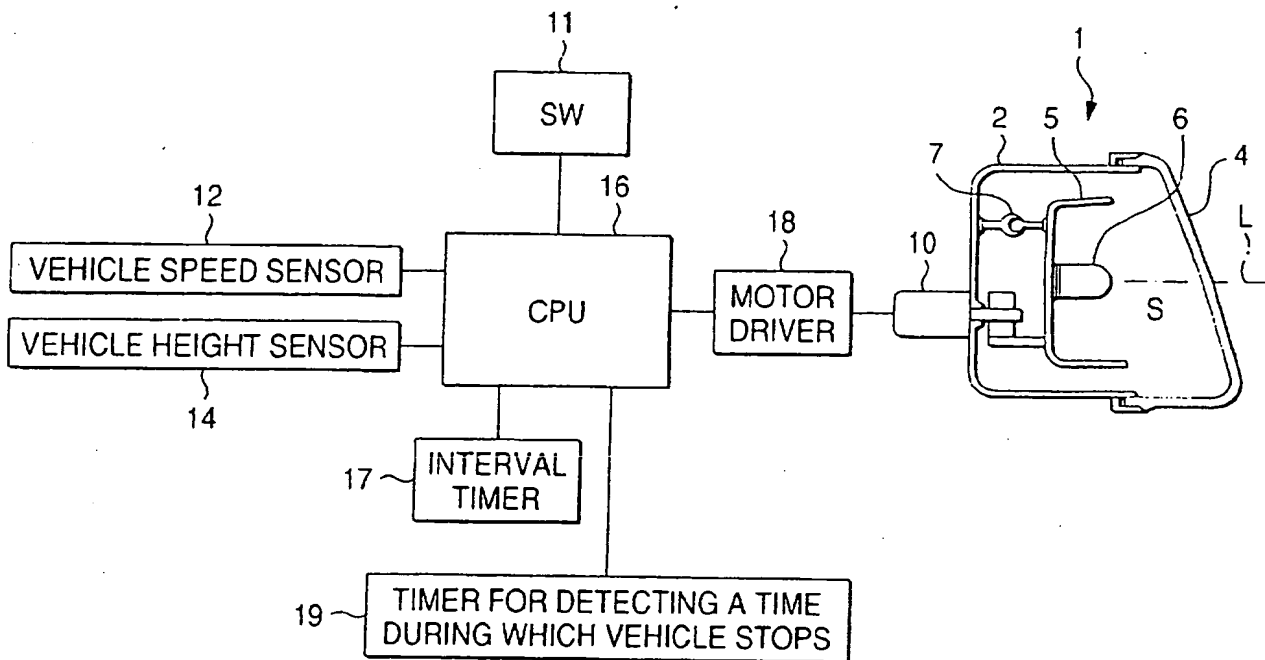 11
1
SW
2
5
6
4
7
16
12
18
L
10
VEHICLE SPEED SENSOR
CPU
MOTOR
DRIVER
S
VEHICLE HEIGHT SENSOR
14
17
INTERVAL
TIMER
19
TIMER FOR DETECTING A TIME
DURING WHICH VEHICLE STOPS